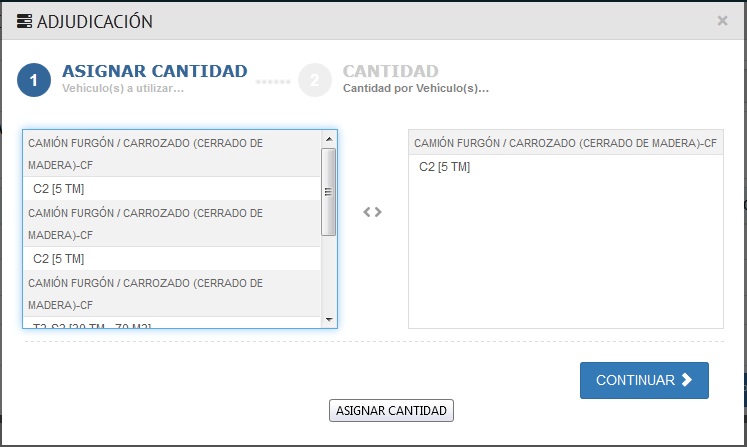 ADJUDICACIÓN
×
1
ASIGNAR CANTIDAD
Vehículo(s) a utilizar...
2
CANTIDAD
Cantidad por Vehículo(s)...
CAMIÓN FURGÓN / CARROZADO (CERRADO DE
MADERA)-CF
C2 [5 TM]
CAMIÓN FURGÓN / CARROZADO (CERRADO DE
MADERA)-CF
C2 [5 TM]
CAMIÓN FURGÓN / CARROZADO (CERRADO DE
MADERA)-CF
CAMIÓN FURGÓN / CARROZADO (CERRADO DE MADERA)-CF
C2 [5 TM]
CONTINUAR
ASIGNAR CANTIDAD